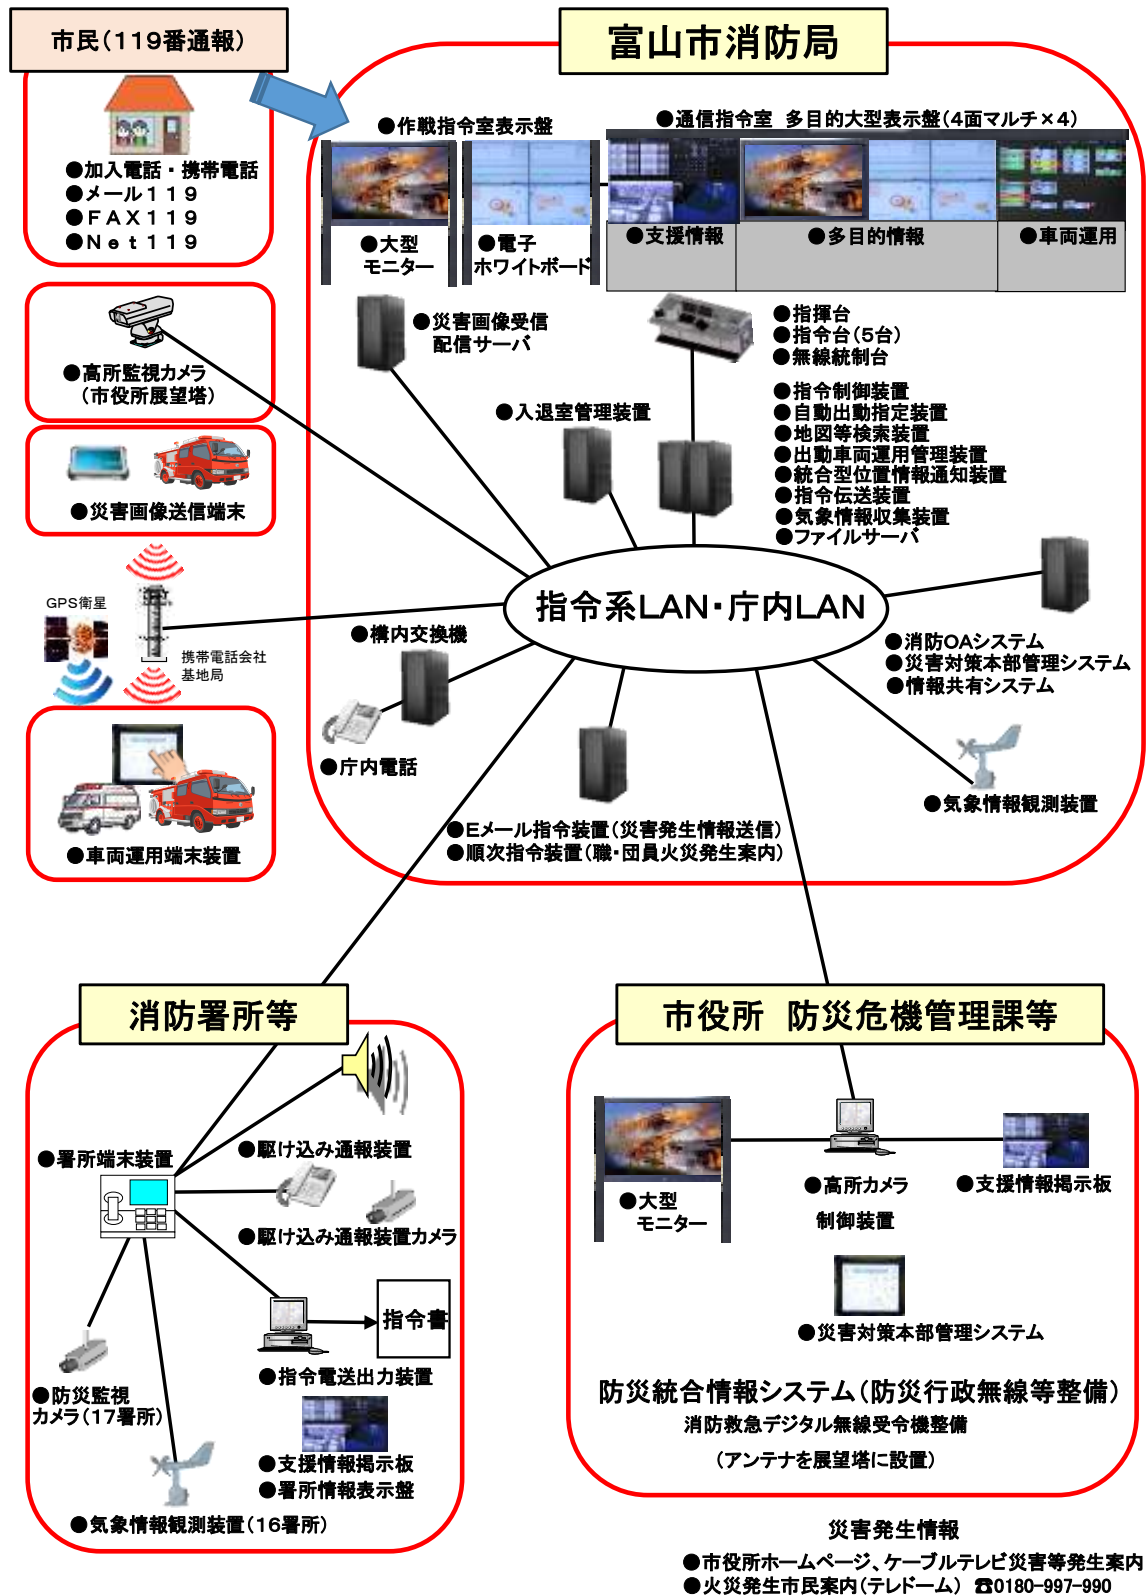 市民(119番通報)
富山市消防局
●加入電話・携帯電話
●メール119
●FAX119
●Net119
●作戦指令室表示盤
●通信指令室 多目的大型表示盤(4面マルチ×4)
●大型
モニター
●電子
ホワイトボード
●支援情報
●多目的情報
●車両運用
●高所監視カメラ
(市役所展望塔)
●災害画像送信端末
GPS衛星
携帯電話会社
基地局
●車両運用端末装置
●災害画像受信
配信サーバ
●指揮台
●指令台(5台)
●無線統制台
●指令制御装置
●自動出動指定装置
●地図等検索装置
●出動車両運用管理装置
●統合型位置情報通知装置
●指令伝送装置
●気象情報収集装置
●ファイルサーバ
●入退室管理装置
指令系LAN・庁内LAN
●構内交換機
●庁内電話
●消防OAシステム
●災害対策本部管理システム
●情報共有システム
●気象情報観測装置
●Eメール指令装置(災害発生情報送信)
●順次指令装置(職・団員火災発生案内)
消防署所等
●署所端末装置
●駆け込み通報装置
●駆け込み通報装置カメラ
指令書
●指令電送出力装置
●防災監視
カメラ(17署所)
●支援情報掲示板
●署所情報表示盤
●気象情報観測装置(16署所)
市役所 防災危機管理課等
●大型
モニター
●高所カメラ
制御装置
●支援情報掲示板
●災害対策本部管理システム
防災統合情報システム(防災行政無線等整備)
消防救急デジタル無線受令機整備
(アンテナを展望塔に設置)
災害発生情報
●市役所ホームページ、ケーブルテレビ災害等発生案内
●火災発生市民案内(テレドーム) ☎0180-997-990